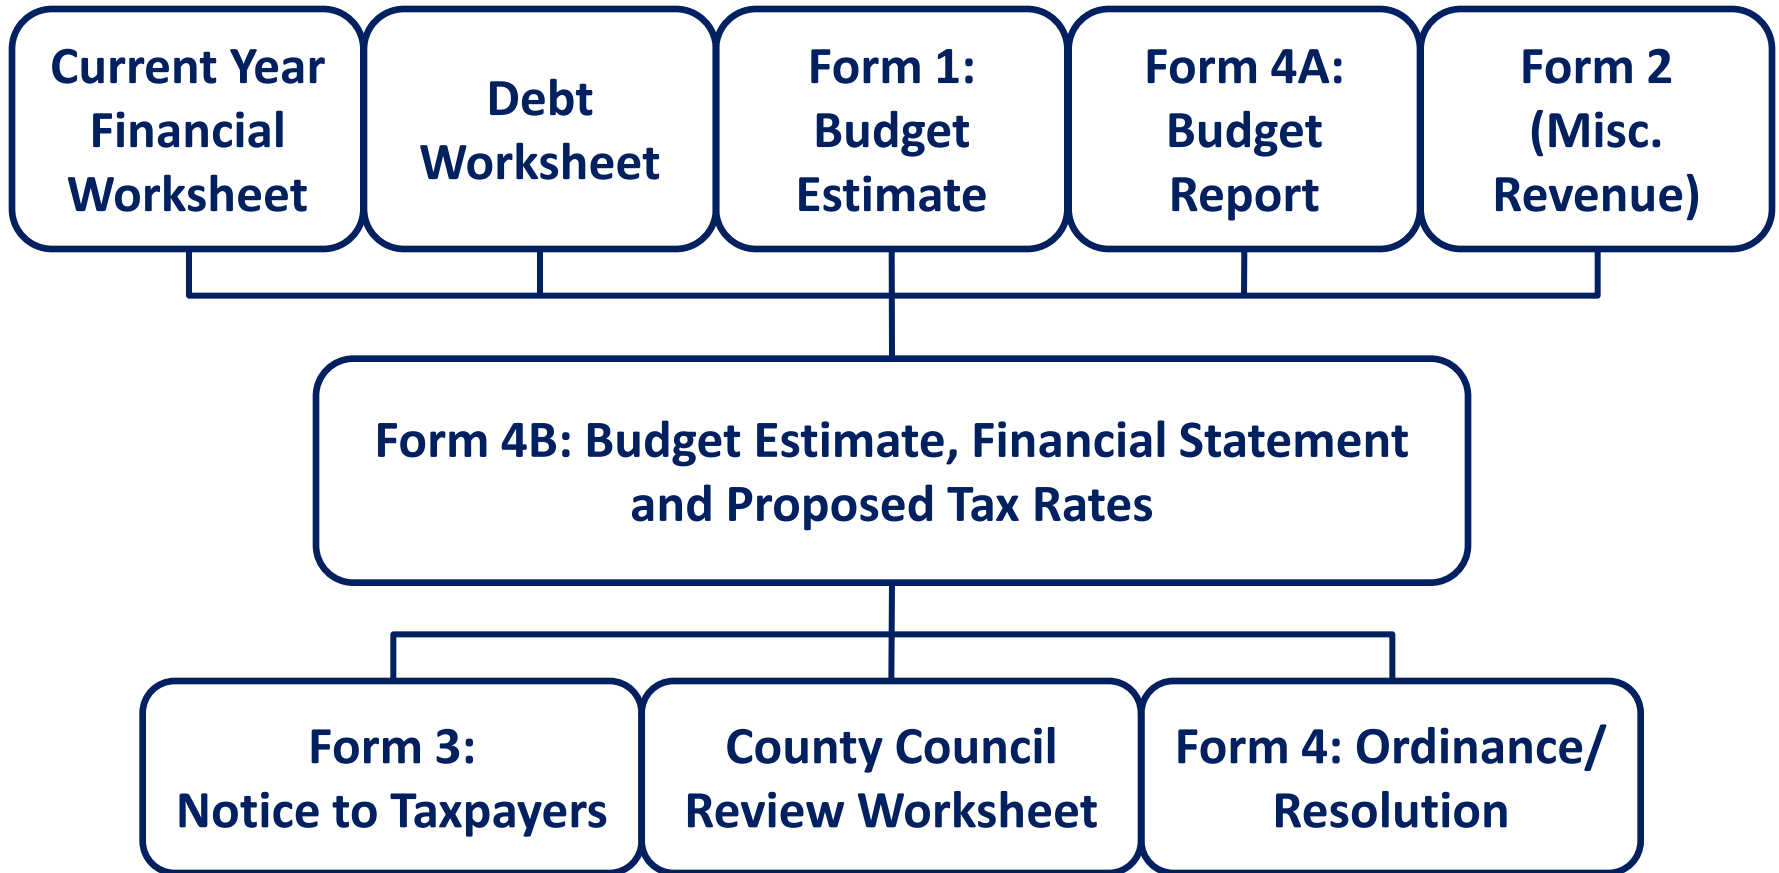 Current Year
Financial
Worksheet
Debt
Worksheet
Form 1:
Budget
Estimate
Form 4A:
Budget
Report
Form 2
(Misc.
Revenue)
Form 4B: Budget Estimate, Financial Statement
and Proposed Tax Rates
Form 3:
Notice to Taxpayers
County Council
Review Worksheet
Form 4: Ordinance/
Resolution